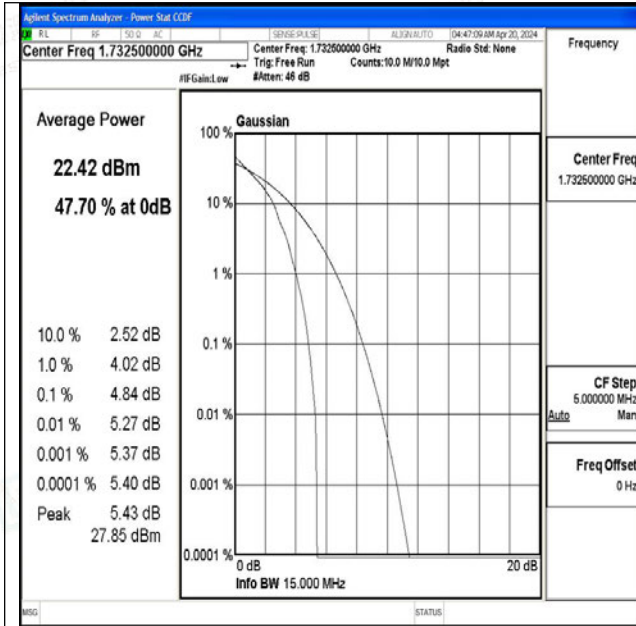 Agilent Spectrum Analyzer - Power Stat CCDF
RL RF 50 Ω AC SENSE:PULSE ALIGN AUTO 04:47:09 AM Apr 20, 2024
Center Freq 1.732500000 GHz
Center Freq: 1.732500000 GHz Radio Std: None
Trig: Free Run Counts:10.0 M/10.0 Mpt
#IFGain:Low #Atten: 46 dB
Frequency
Average Power
22.42 dBm
47.70 % at 0dB
10.0 % 2.52 dB
1.0 % 4.02 dB
0.1 % 4.84 dB
0.01 % 5.27 dB
0.001 % 5.37 dB
0.0001 % 5.40 dB
Peak 5.43 dB
27.85 dBm
Gaussian
100 %
10 %
1 %
0.1 %
0.01 %
0.001 %
0.0001 %
0 dB 20 dB
Info BW 15.000 MHz
Center Freq
1.732500000 GHz
CF Step
5.000000 MHz
Auto Man
Freq Offset
0 Hz
MSG STATUS